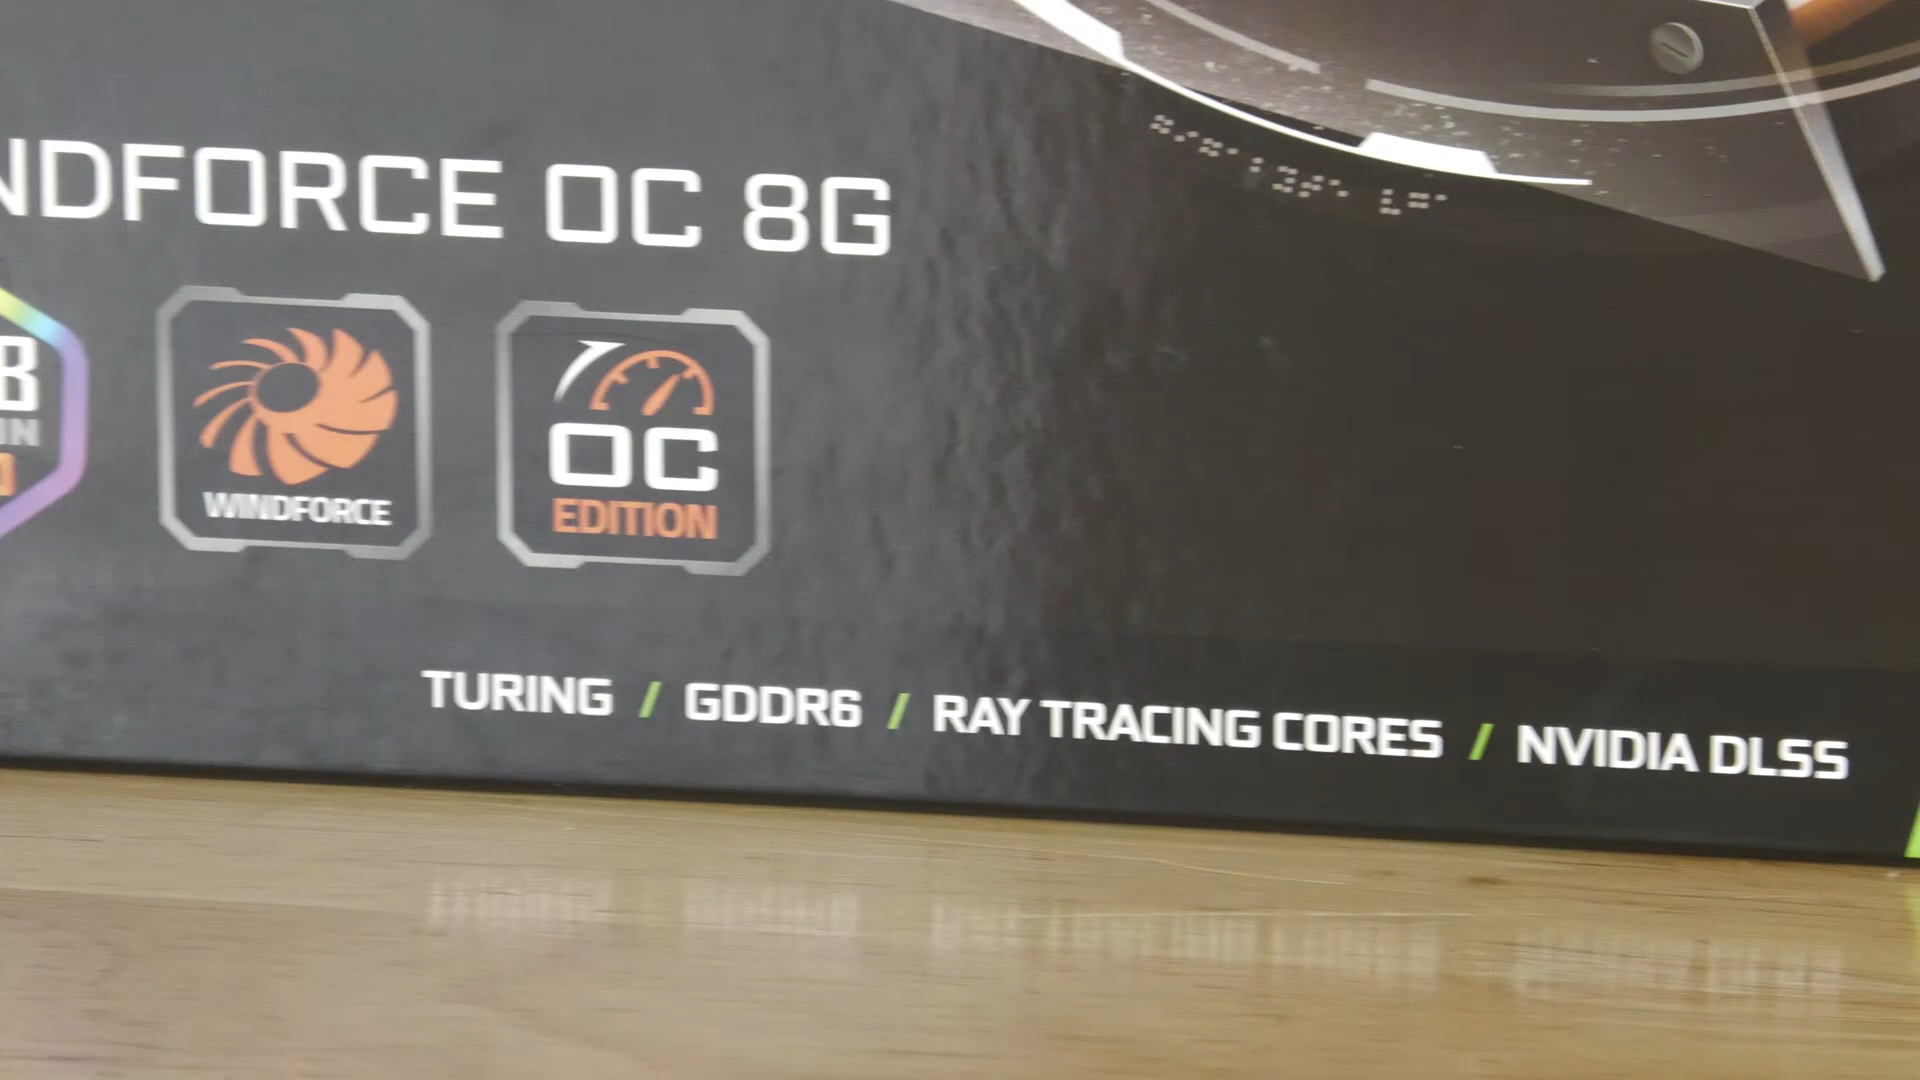 NDFORCE OC 8G
B
WINDFORCE
OC
EDITION
TURING / GDDR6 / RAY TRACING CORES / NVIDIA DLSS